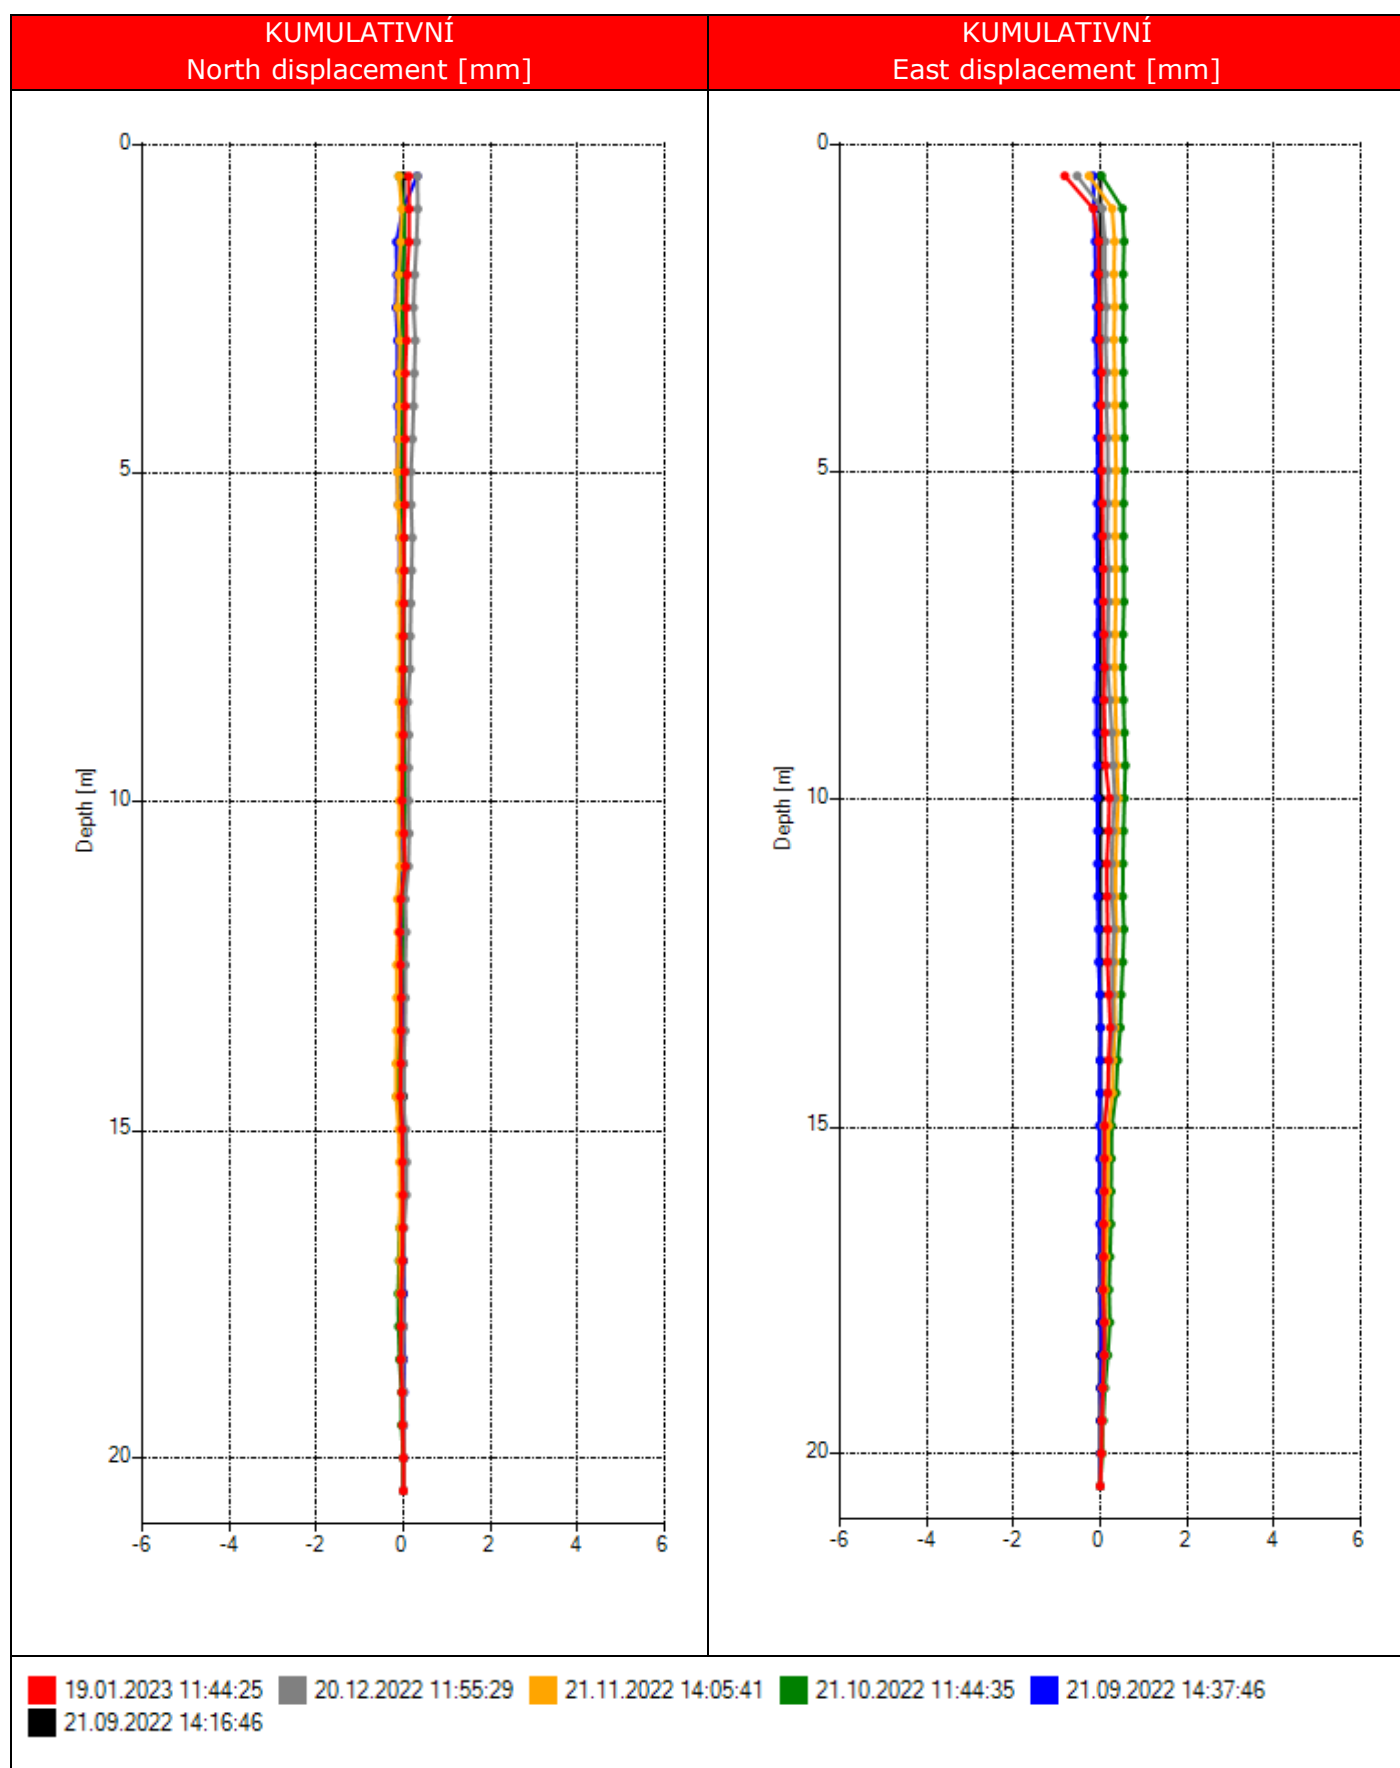 KUMULATIVNÍ
North displacement [mm]
KUMULATIVNÍ
East displacement [mm]
0
5
10
15
20
Depth [m]
-6 -4 -2 0 2 4 6
0
5
10
15
20
Depth [m]
-6 -4 -2 0 2 4 6
19.01.2023 11:44:25 20.12.2022 11:55:29 21.11.2022 14:05:41 21.10.2022 11:44:35 21.09.2022 14:37:46
21.09.2022 14:16:46